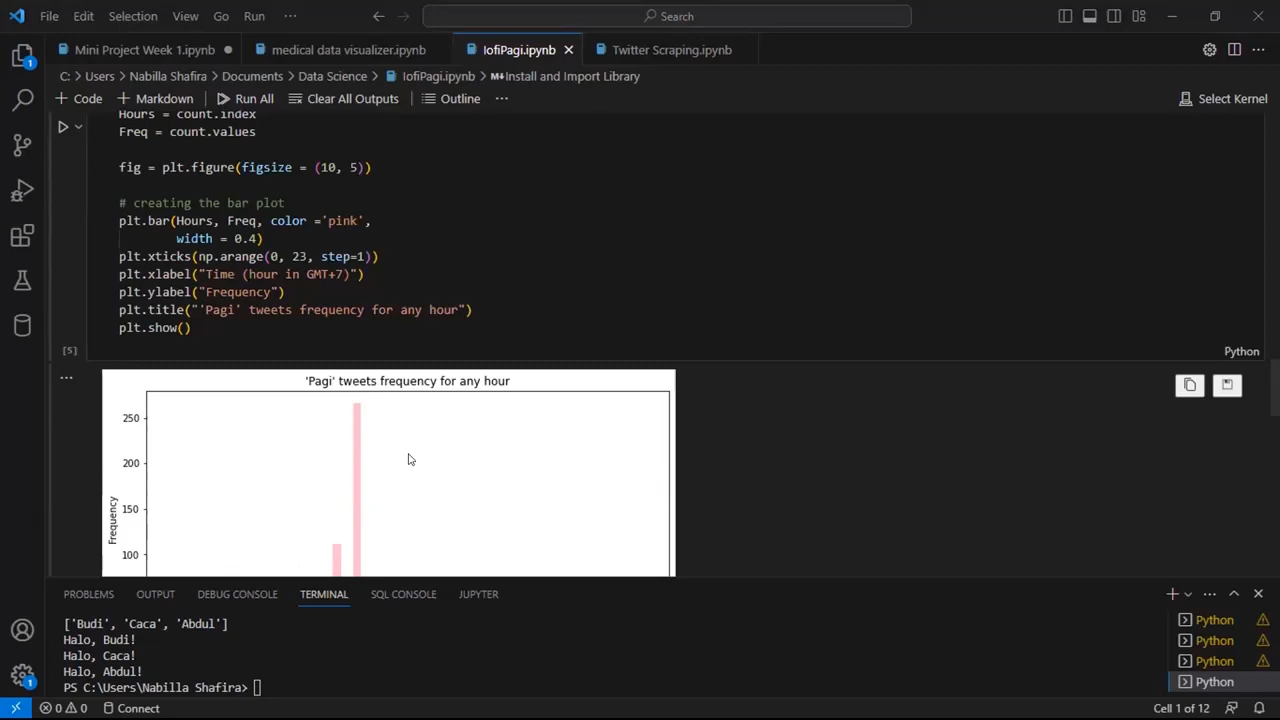 File Edit Selection View Go Run ··· Search
Mini Project Week 1.ipynb medical data visualizer.ipynb IofiPagi.ipynb Twitter Scraping.ipynb
C: > Users > Nabilla Shafira > Documents > Data Science > IofiPagi.ipynb > M↓Install and Import Library
+ Code + Markdown Run All Clear All Outputs Outline ··· Select Kernel
Hours = count.index
Freq = count.values
fig = plt.figure(figsize = (10, 5))
# creating the bar plot
plt.bar(Hours, Freq, color ='pink',
width = 0.4)
plt.xticks(np.arange(0, 23, step=1))
plt.xlabel("Time (hour in GMT+7)")
plt.ylabel("Frequency")
plt.title("'Pagi' tweets frequency for any hour")
plt.show()
[5] Python
'Pagi' tweets frequency for any hour
250
200
150
100
Frequency
PROBLEMS OUTPUT DEBUG CONSOLE TERMINAL SQL CONSOLE JUPYTER
['Budi', 'Caca', 'Abdul']
Halo, Budi!
Halo, Caca!
Halo, Abdul!
PS C:\Users\Nabilla Shafira>
Python
Python
Python
Python
1
1
0 0 Connect Cell 1 of 12